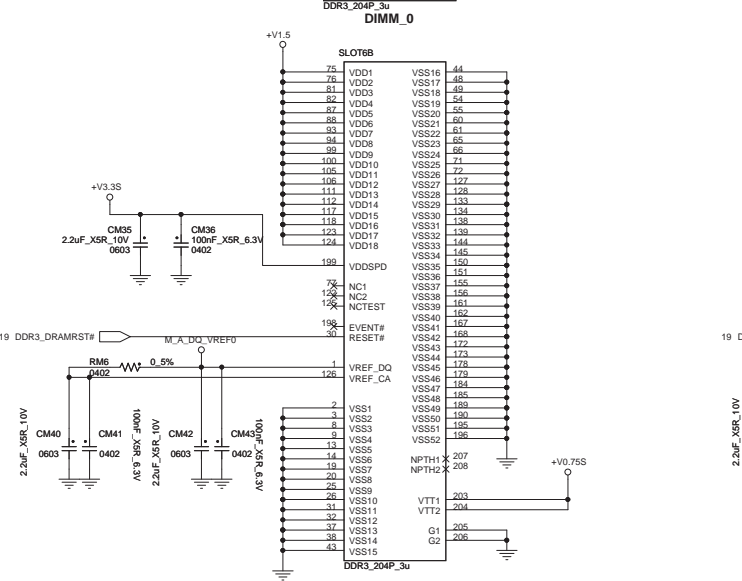 DDR3_204P_3u
DIMM_0
+V1.5
SLOT6B
75 VDD1 VSS16 44
76 VDD2 VSS17 48
81 VDD3 VSS18 49
82 VDD4 VSS19 54
87 VDD5 VSS20 55
88 VDD6 VSS21 60
93 VDD7 VSS22 61
94 VDD8 VSS23 65
99 VDD9 VSS24 66
100 VDD10 VSS25 71
105 VDD11 VSS26 72
106 VDD12 VSS27 127
111 VDD13 VSS28 128
112 VDD14 VSS29 133
117 VDD15 VSS30 134
118 VDD16 VSS31 138
123 VDD17 VSS32 139
124 VDD18 VSS33 144
VSS34 145
199 VDDSPD VSS35 150
VSS36 151
77 NC1 VSS37 155
122 NC2 VSS38 156
125 NCTEST VSS39 161
VSS40 162
198 EVENT# VSS41 167
30 RESET# VSS42 168
VSS43 172
VSS44 173
1 VREF_DQ VSS45 178
126 VREF_CA VSS46 179
VSS47 184
VSS48 185
2 VSS1 VSS49 189
3 VSS2 VSS50 190
8 VSS3 VSS51 195
9 VSS4 VSS52 196
13 VSS5
14 VSS6 NPTH1 207
19 VSS7 NPTH2 208
20 VSS8
25 VSS9
26 VSS10 VTT1 203
31 VSS11 VTT2 204
32 VSS12
37 VSS13 G1 205
38 VSS14 G2 206
43 VSS15
DDR3_204P_3u
+V3.3S
CM35
2.2uF_X5R_10V
0603
CM36
100nF_X5R_6.3V
0402
19 DDR3_DRAMRST#
M_A_DQ_VREF0
RM6 0_5%
0402
2.2uF_X5R_10V
CM40
0603
CM41
0402
100nF_X5R_6.3V
2.2uF_X5R_10V
CM42
0603
CM43
0402
100nF_X5R_6.3V
+V0.75S
19 D
2.2uF_X5R_10V